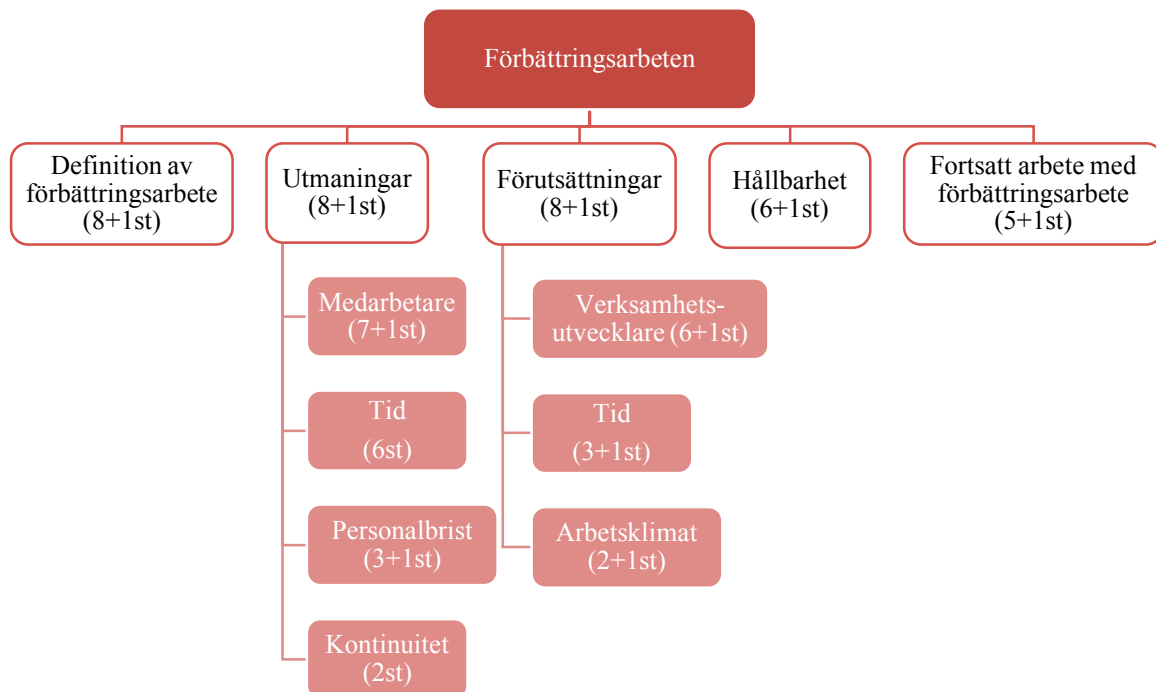 Förbättringsarbeten
Definition av
förbättringsarbete
(8+1st)
Utmaningar
(8+1st)
Förutsättningar
(8+1st)
Hållbarhet
(6+1st)
Fortsatt arbete med
förbättringsarbete
(5+1st)
Medarbetare
(7+1st)
Tid
(6st)
Personalbrist
(3+1st)
Kontinuitet
(2st)
Verksamhets-
utvecklare (6+1st)
Tid
(3+1st)
Arbetsklimat
(2+1st)